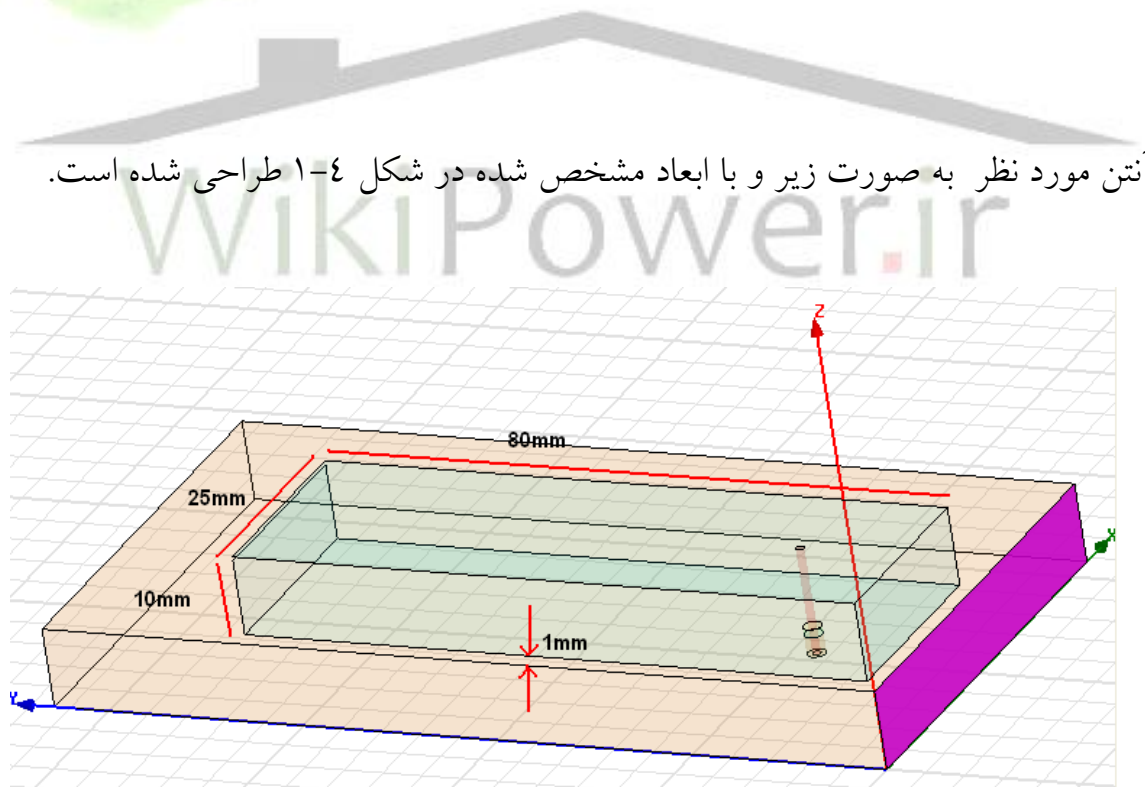 آنتن مورد نظر به صورت زیر و با ابعاد مشخص شده در شکل ٤-١ طراحی شده است.
WikiPower.ir
Z
80mm
25mm
X
10mm
1mm
Y